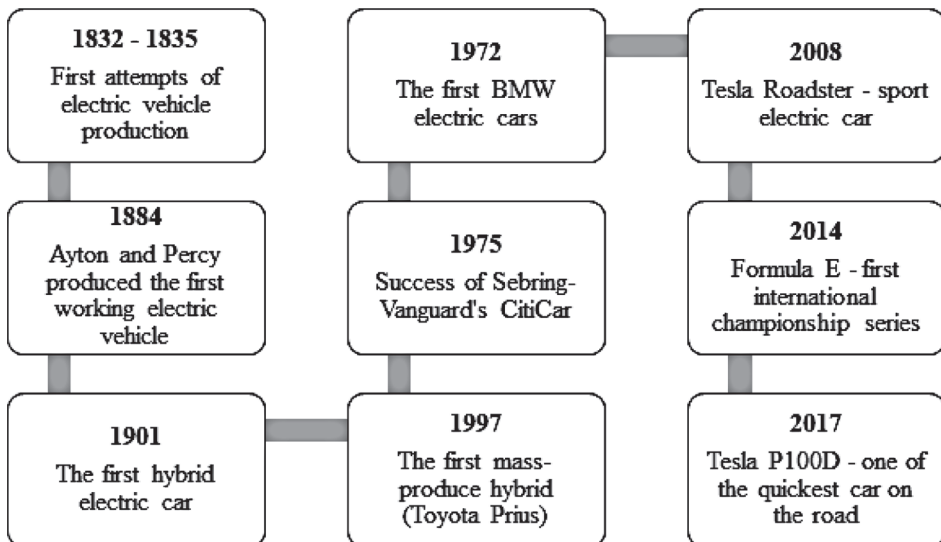 1832 - 1835
First attempts of
electric vehicle
production
1884
Ayton and Percy
produced the first
working electric
vehicle
1901
The first hybrid
electric car
1972
The first BMW
electric cars
1975
Success of Sebring-
Vanguard's CitiCar
1997
The first mass-
produce hybrid
(Toyota Prius)
2008
Tesla Roadster - sport
electric car
2014
Formula E - first
international
championship series
2017
Tesla P100D - one of
the quickest car on
the road